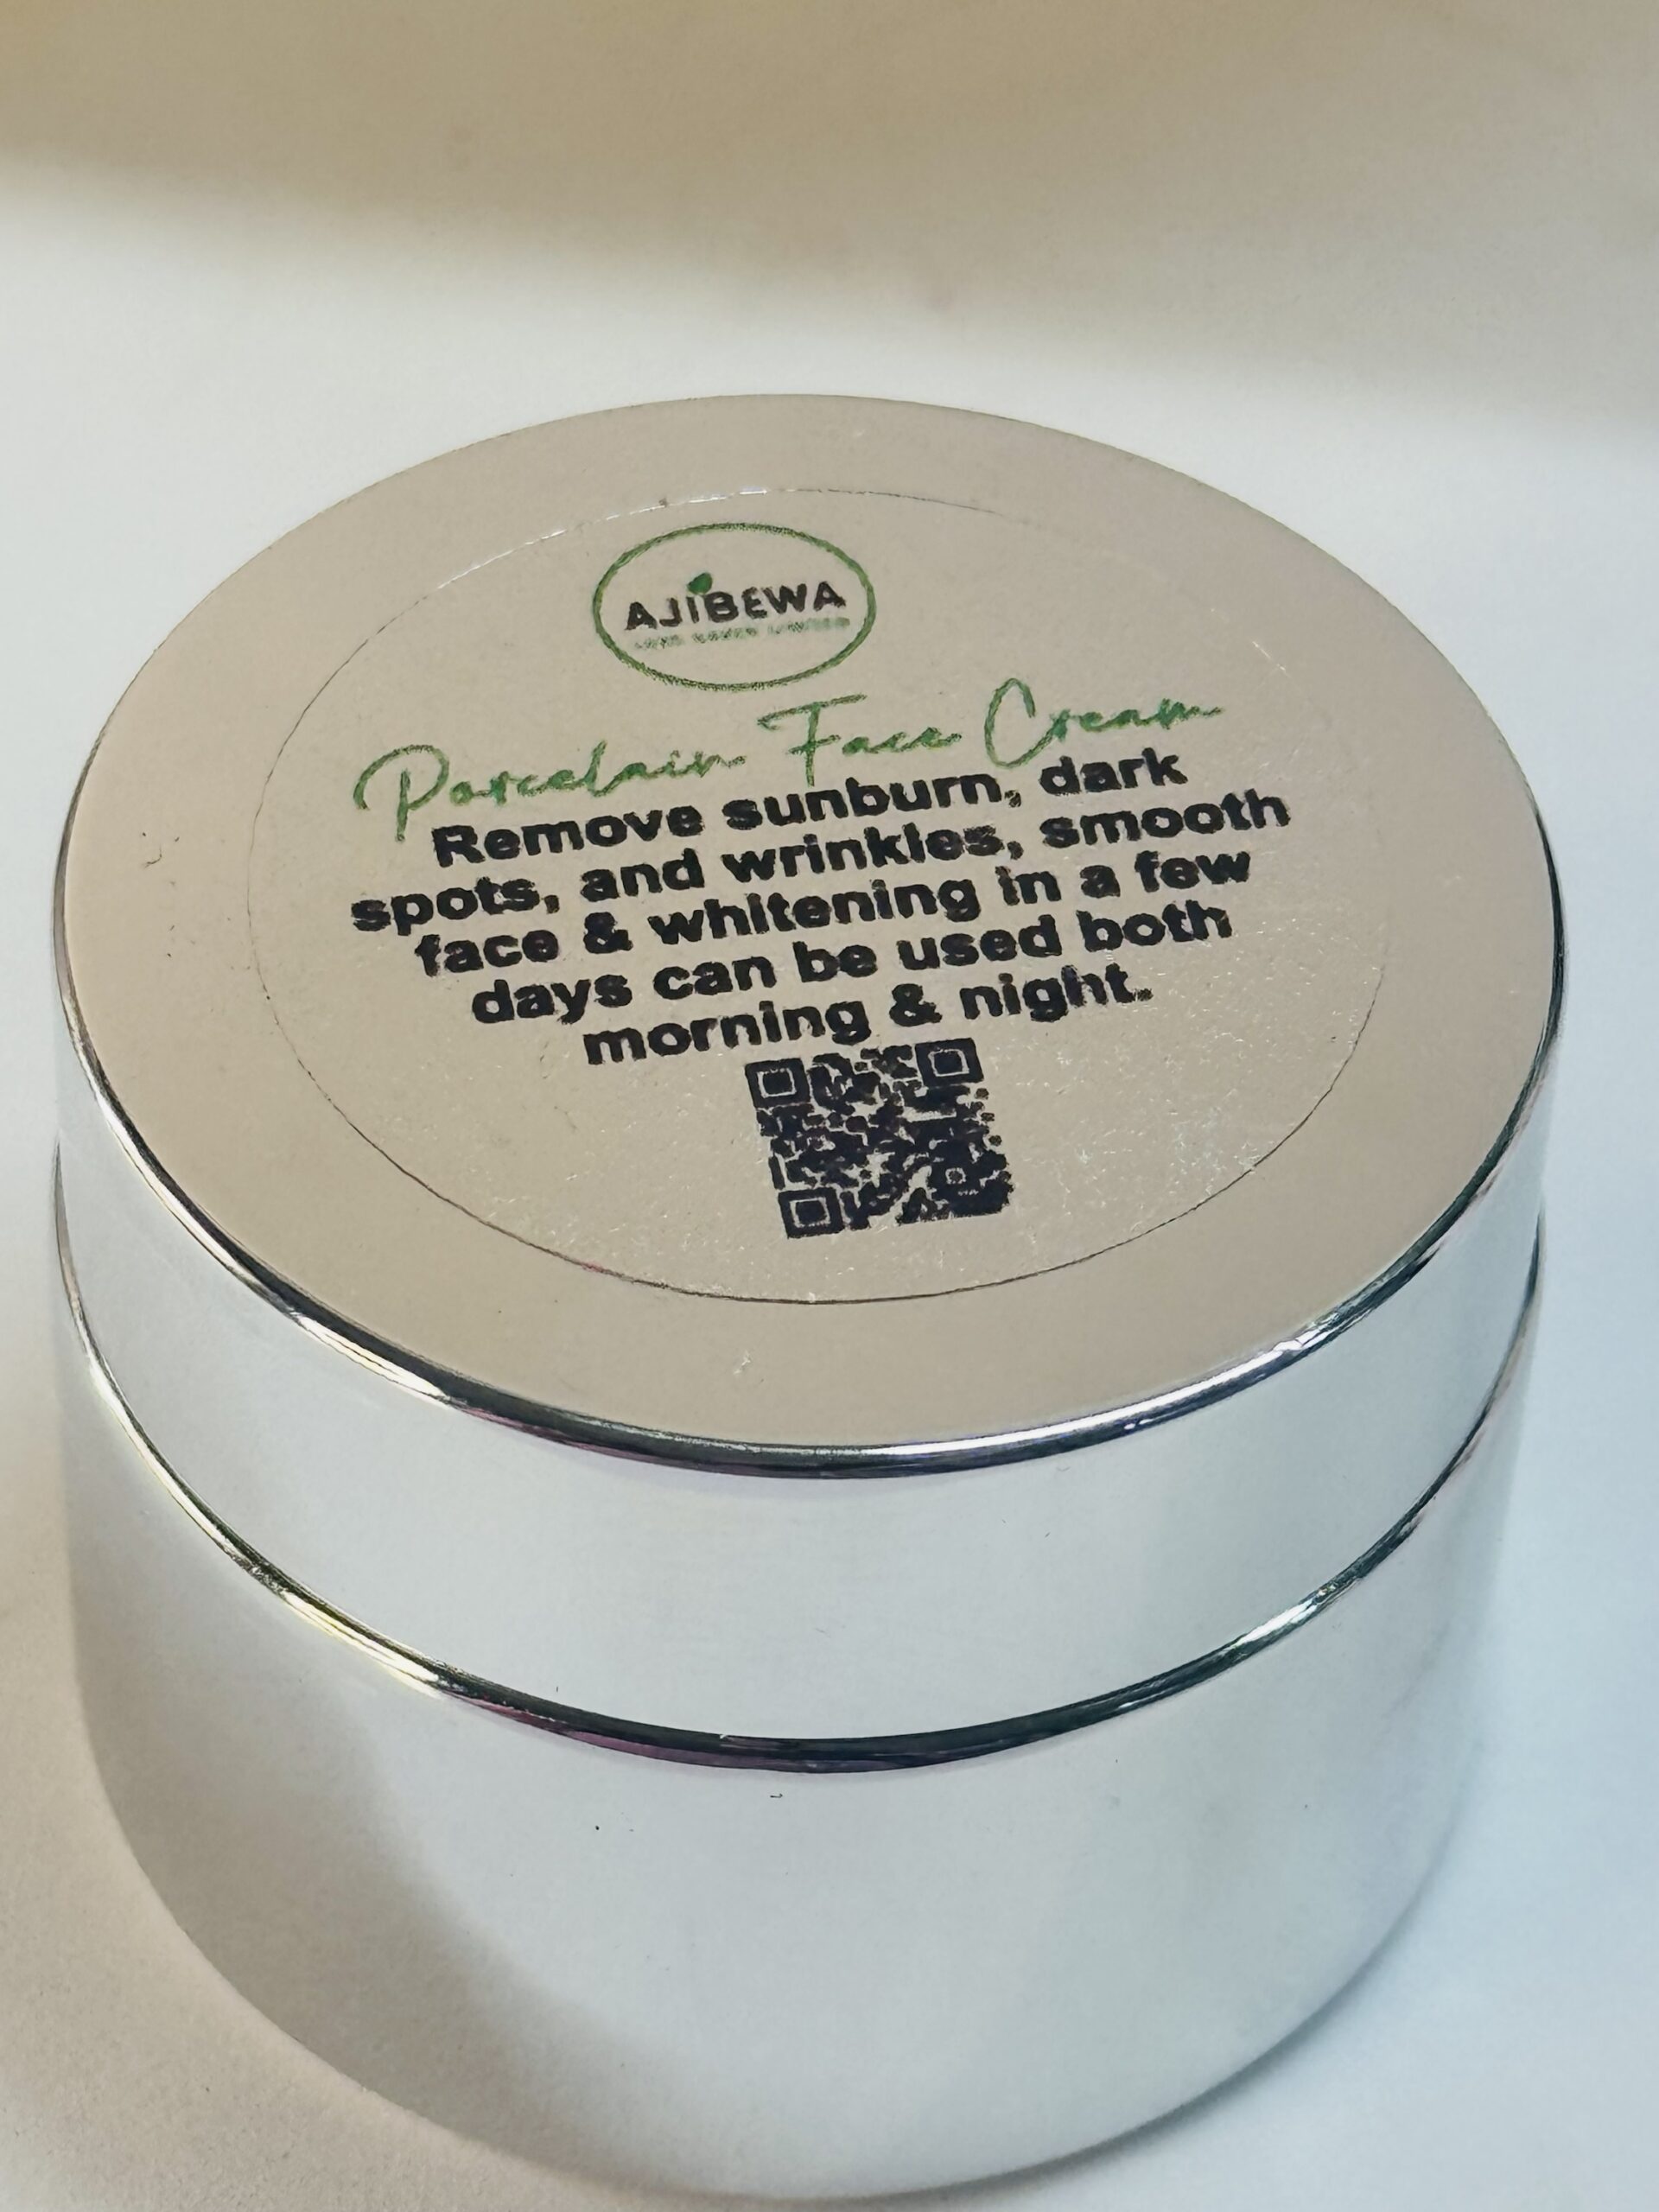 AJIBEWA
Porcelain Face Cream
Remove sunburn, dark
spots, and wrinkles, smooth
face & whitening in a few
days can be used both
morning & night.